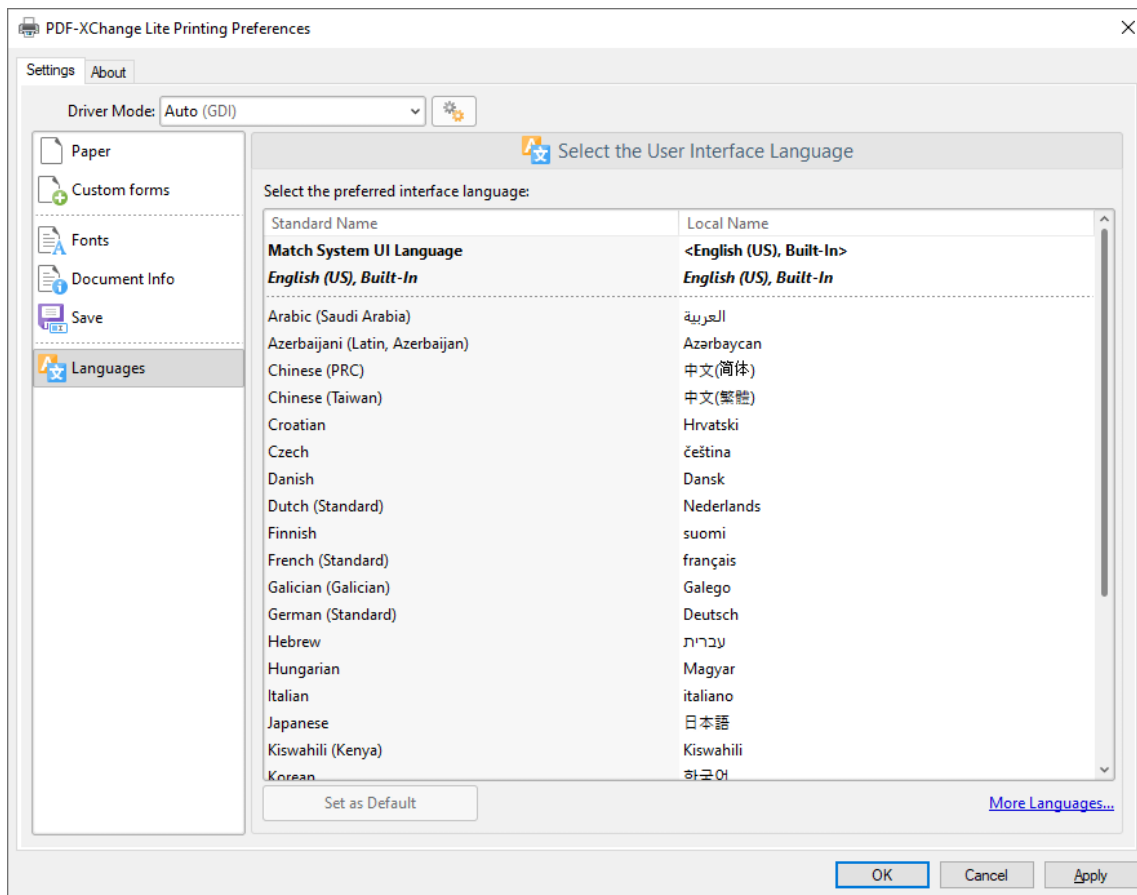 PDF-XChange Lite Printing Preferences
Settings
About
Driver Mode: Auto (GDI)
Paper
Custom forms
Fonts
Document Info
Save
Languages
Select the User Interface Language
Select the preferred interface language:
Standard Name Local Name
Match System UI Language <English (US), Built-In>
English (US), Built-In English (US), Built-In
Arabic (Saudi Arabia) العربية
Azerbaijani (Latin, Azerbaijan) Azərbaycan
Chinese (PRC) 中文(简体)
Chinese (Taiwan) 中文(繁體)
Croatian Hrvatski
Czech čeština
Danish Dansk
Dutch (Standard) Nederlands
Finnish suomi
French (Standard) français
Galician (Galician) Galego
German (Standard) Deutsch
Hebrew עברית
Hungarian Magyar
Italian italiano
Japanese 日本語
Kiswahili (Kenya) Kiswahili
Korean 한국어
Set as Default
More Languages...
OK
Cancel
Apply